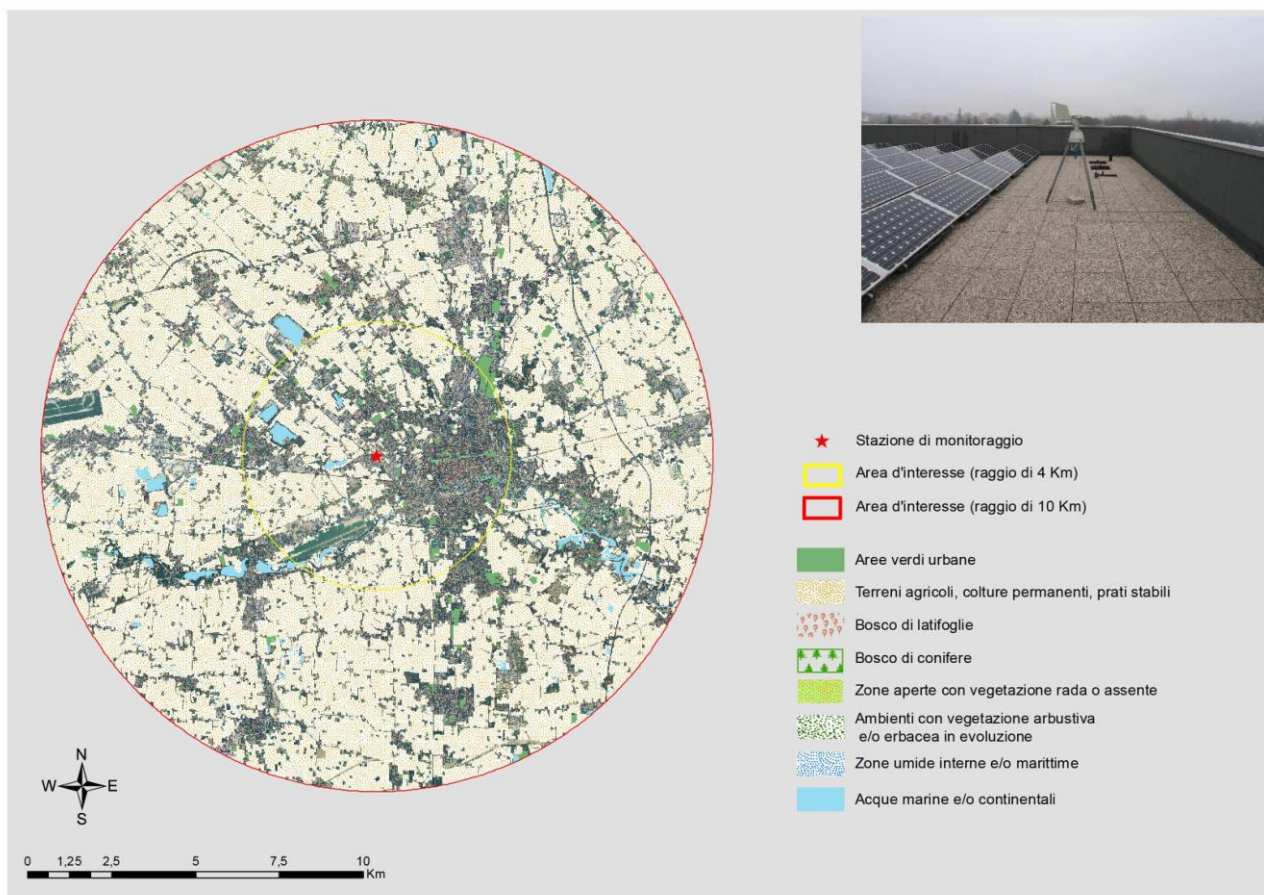 Stazione di monitoraggio
Area d'interesse (raggio di 4 Km)
Area d'interesse (raggio di 10 Km)
Aree verdi urbane
Terreni agricoli, colture permanenti, prati stabili
Bosco di latifoglie
Bosco di conifere
Zone aperte con vegetazione rada o assente
Ambienti con vegetazione arbustiva
e/o erbacea in evoluzione
Zone umide interne e/o marittime
Acque marine e/o continentali
N
W E
S
0 1,25 2,5 5 7,5 10
Km